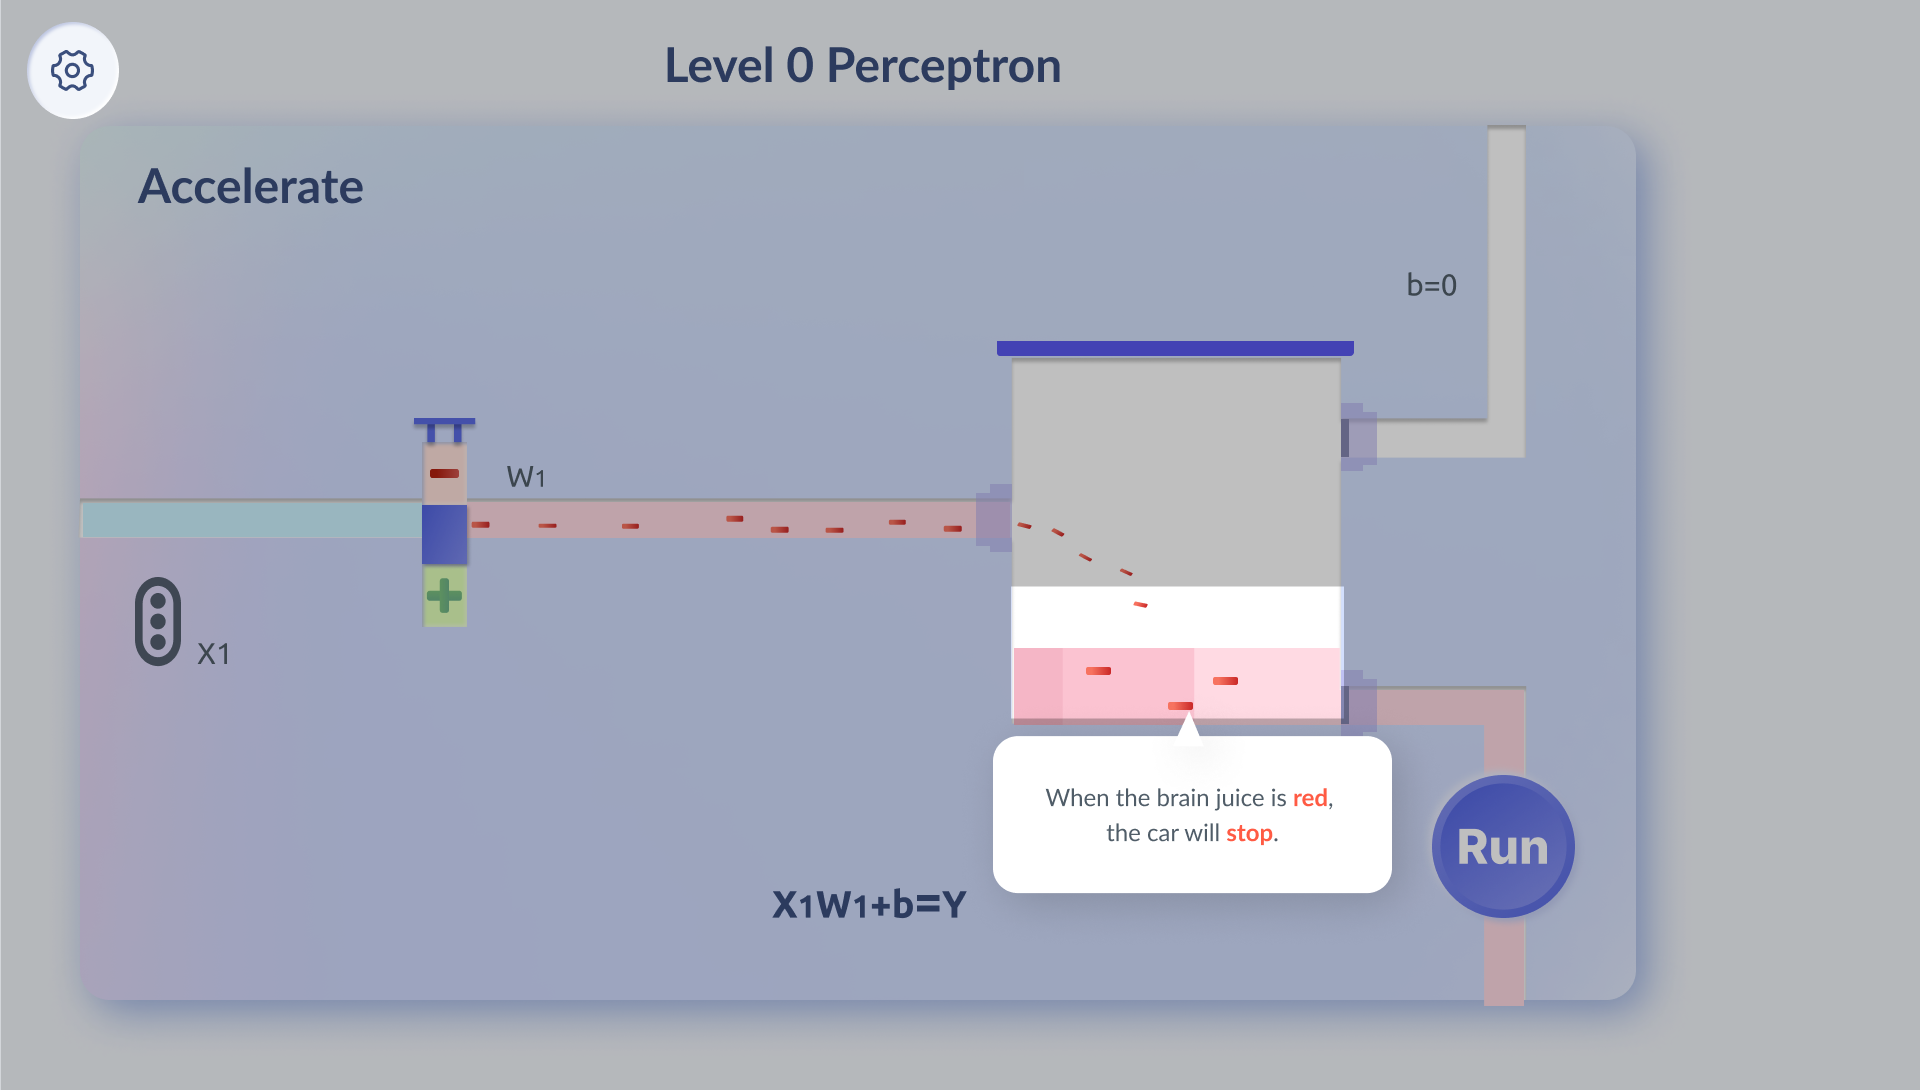 Level 0 Perceptron
Accelerate
b=0
W1
X1
When the brain juice is red,
the car will stop.
Run
X1W1+b=Y